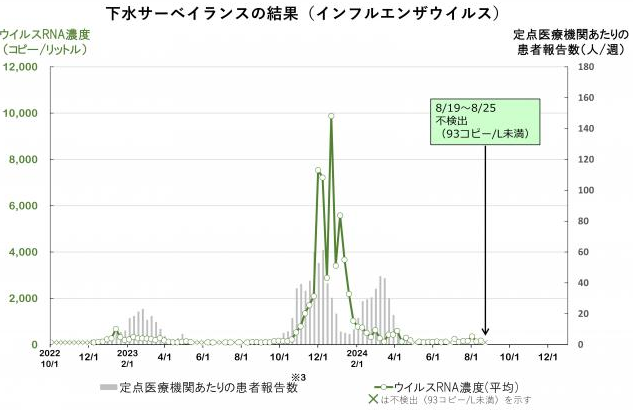 下水サーベイランスの結果（インフルエンザウイルス）
ウイルスRNA濃度
（コピー/リットル）
定点医療機関あたりの
患者報告数（人/週）
12,000
10,000
8,000
6,000
4,000
2,000
0
180
160
140
120
100
80
60
40
20
0
8/19～8/25
不検出
（93コピー/L未満）
2022 2023 2024
10/1 12/1 2/1 4/1 6/1 8/1 10/1 12/1 2/1 4/1 6/1 8/1 10/1 12/1
※3
定点医療機関あたりの患者報告数
ウイルスRNA濃度(平均)
×は不検出（93コピー/L未満）を示す